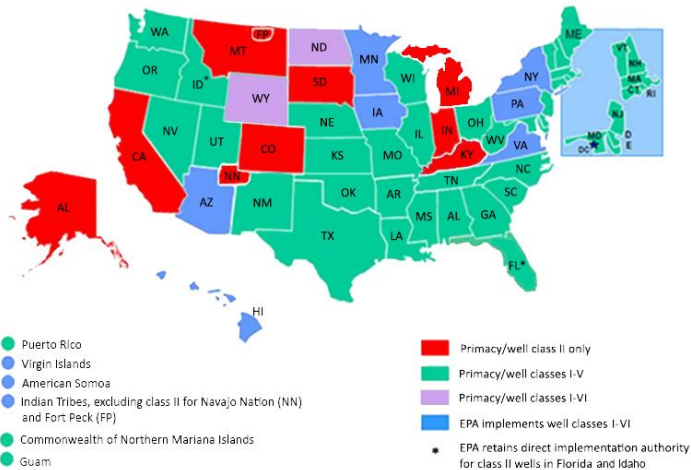 WA
FP
MT
ND
MN
ME
OR
ID*
SD
WI
MI
NY
VT
NH
MA
CT
RI
WY
IA
PA
NJ
NV
NE
IL
IN
OH
WV
VA
MD
D
E
DC
CA
UT
CO
KS
MO
KY
NC
NN
TN
AZ
NM
OK
AR
SC
MS
AL
GA
AL
TX
LA
FL*
HI
Puerto Rico
Virgin Islands
American Somoa
Indian Tribes, excluding class II for Navajo Nation (NN)
and Fort Peck (FP)
Commonwealth of Northern Mariana Islands
Guam
Primacy/well class II only
Primacy/well classes I-V
Primacy/well classes I-VI
EPA implements well classes I-VI
* EPA retains direct implementation authority
for class II wells in Florida and Idaho